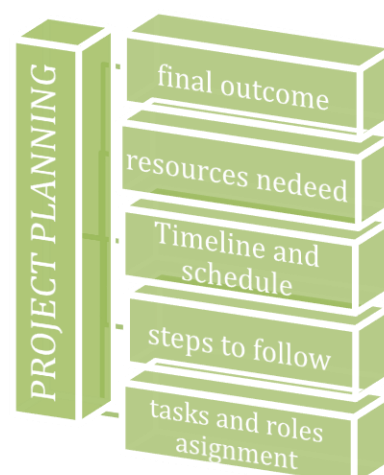 PROJECT PLANNING
final outcome
resources nedeed
Timeline and
schedule
steps to follow
tasks and roles
asignment